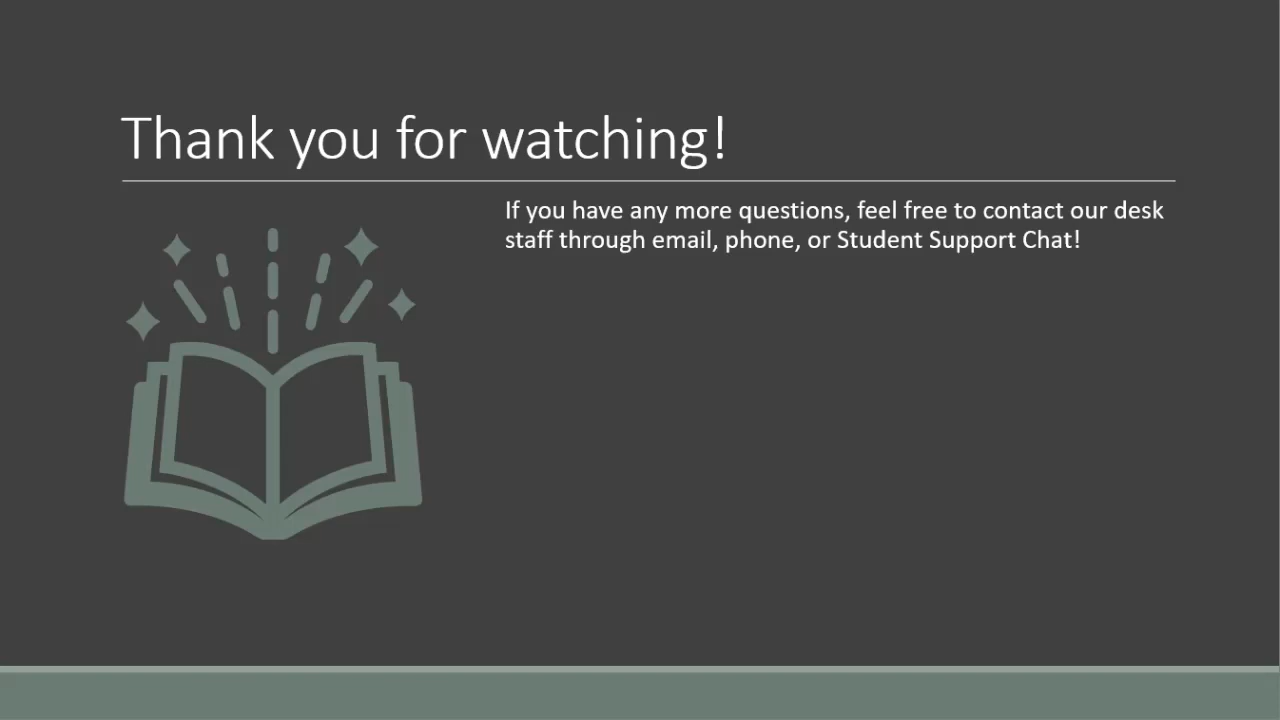 Thank you for watching!
If you have any more questions, feel free to contact our desk
staff through email, phone, or Student Support Chat!